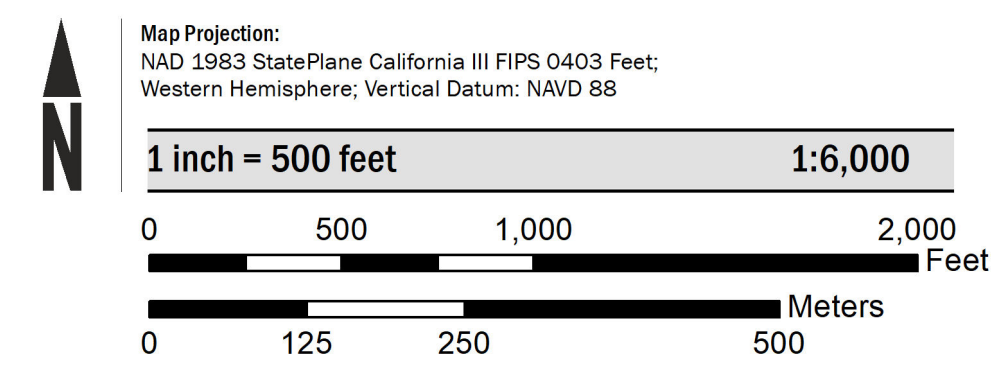 N
Map Projection:
NAD 1983 StatePlane California III FIPS 0403 Feet;
Western Hemisphere; Vertical Datum: NAVD 88
1 inch = 500 feet 1:6,000
0 500 1,000 2,000
Feet
Meters
0 125 250 500